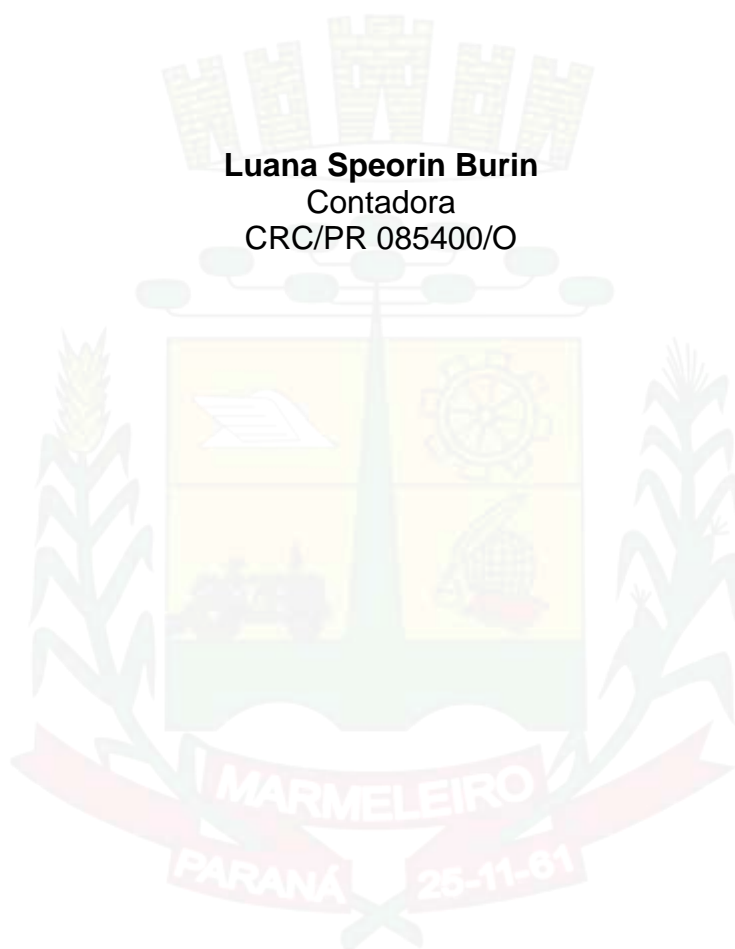 Luana Speorin Burin
Contadora
CRC/PR 085400/O
MARMELEIRO
PARANÁ 25-11-61